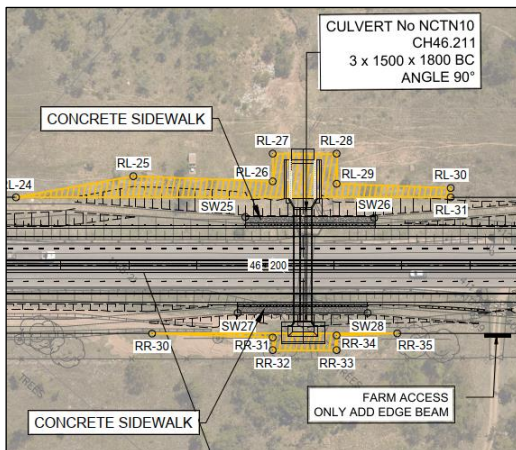 CULVERT No NCTN10
CH46.211
3 x 1500 x 1800 BC
ANGLE 90°
CONCRETE SIDEWALK
RL-27
RL-28
RL-25
RL-26
RL-29
RL-30
RL-24
RL-31
SW25
SW26
46 200
SW27
SW28
RR-30
RR-31
RR-34
RR-35
RR-32
RR-33
TREES
FARM ACCESS
ONLY ADD EDGE BEAM
CONCRETE SIDEWALK